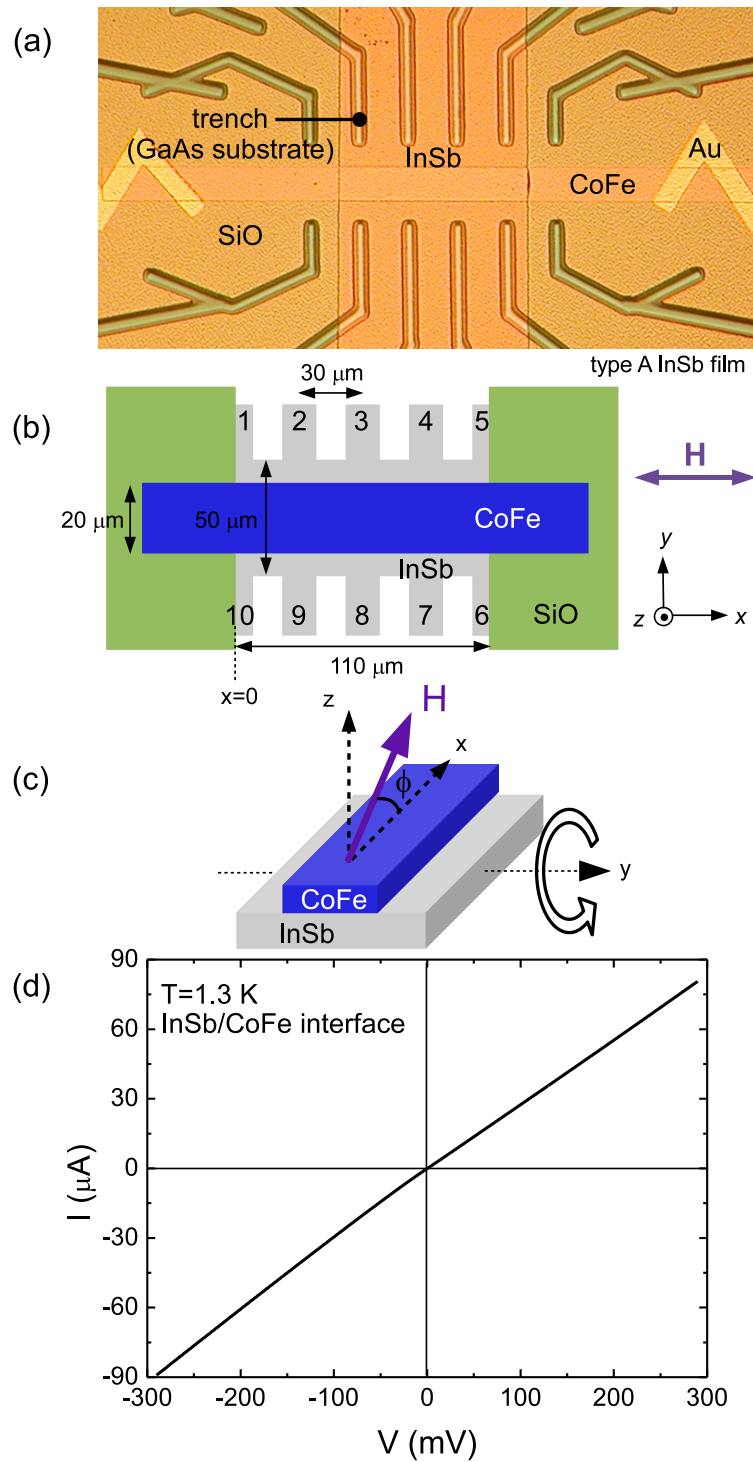 (a)
trench
(GaAs substrate)
InSb
Au
CoFe
SiO
type A InSb film
(b)
30 μm
1 2 3 4 5
H
20 μm
50 μm
CoFe
InSb
y
10 9 8 7 6
SiO
z
x
110 μm
x=0
(c)
z
H
x
ϕ
y
CoFe
InSb
(d)
T=1.3 K
InSb/CoFe interface
90
60
30
0
-30
-60
-90
I (μA)
-300 -200 -100 0 100 200 300
V (mV)